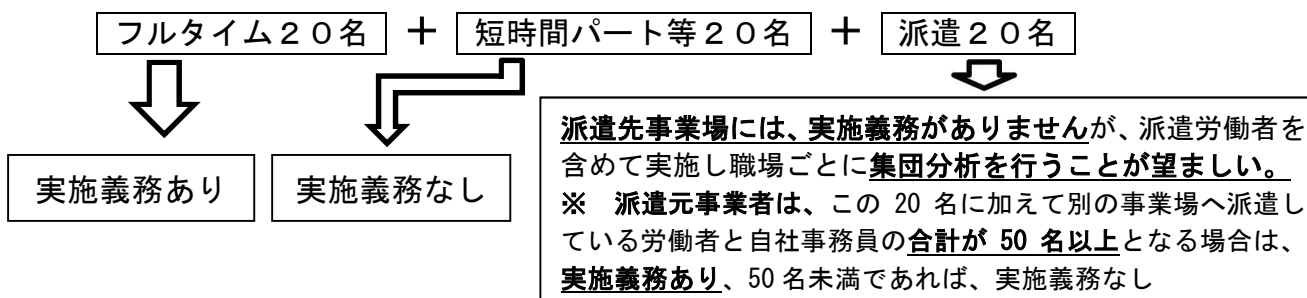 フルタイム２０名 ＋ 短時間パート等２０名 ＋ 派遣２０名
実施義務あり
実施義務なし
派遣先事業場には、実施義務がありませんが、派遣労働者を
含めて実施し職場ごとに集団分析を行うことが望ましい。
※　派遣元事業者は、この 20 名に加えて別の事業場へ派遣し
ている労働者と自社事務員の合計が 50 名以上となる場合は、
実施義務あり、50 名未満であれば、実施義務なし